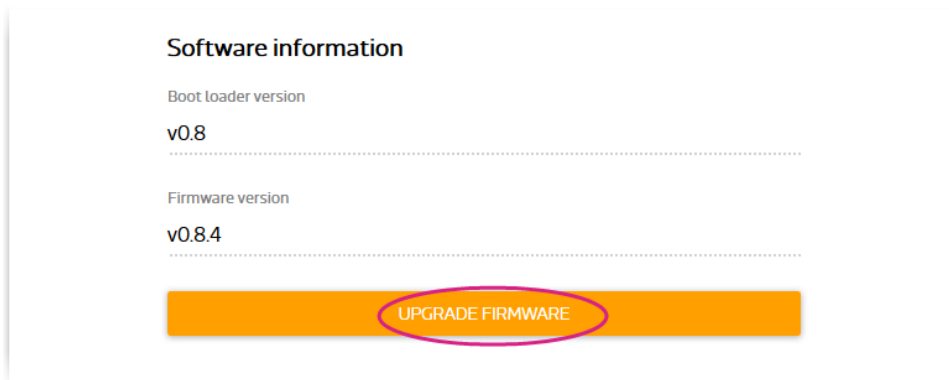 Software information
Boot loader version
v0.8
Firmware version
v0.8.4
UPGRADE FIRMWARE